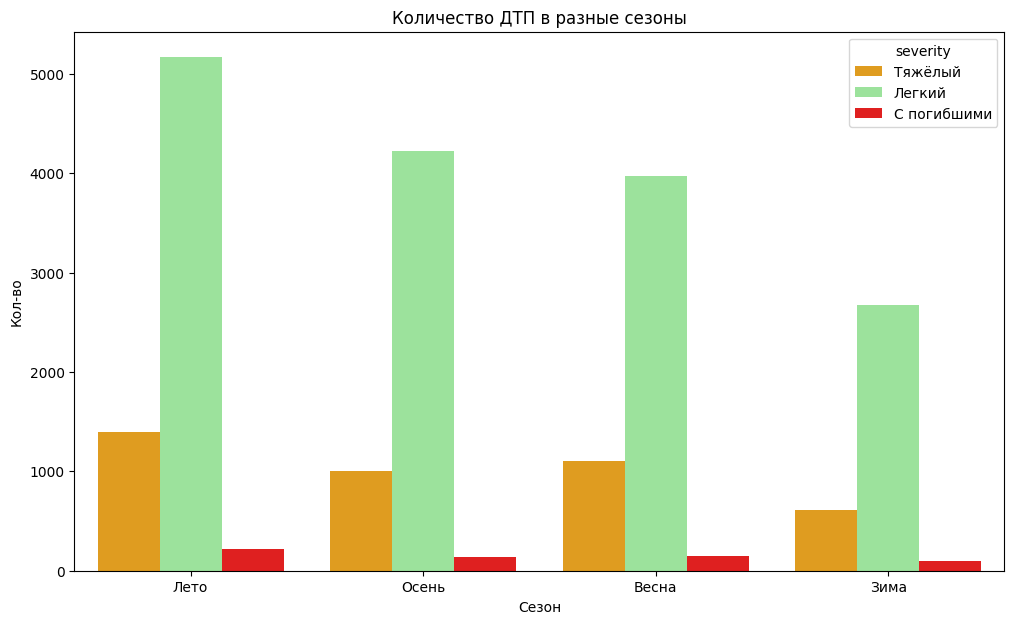 Количество ДТП в разные сезоны
severity
Тяжёлый
Легкий
С погибшими
5000
4000
3000
2000
1000
0
Кол-во
Лето Осень Весна Зима
Сезон